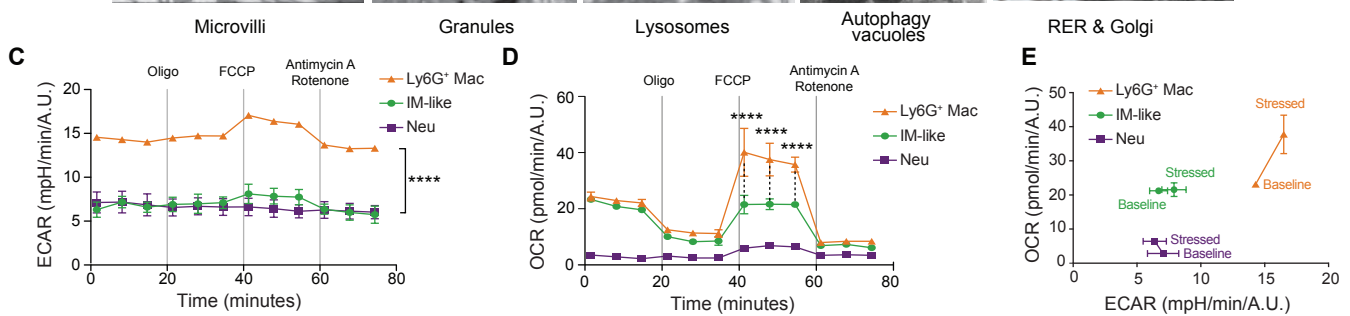 Microvilli
Granules
Lysosomes
Autophagy
vacuoles
RER & Golgi
C
Oligo
FCCP
Antimycin A
Rotenone
Ly6G⁺ Mac
IM-like
Neu
20
15
10
5
0
ECAR (mpH/min/A.U.)
****
0
20
40
60
80
Time (minutes)
D
Oligo
FCCP
Antimycin A
Rotenone
Ly6G⁺ Mac
IM-like
Neu
60
40
20
0
OCR (pmol/min/A.U.)
****
****
****
0
20
40
60
80
Time (minutes)
E
Ly6G⁺ Mac
IM-like
Neu
50
40
30
20
10
0
OCR (pmol/min/A.U.)
Stressed
Baseline
Stressed
Baseline
Stressed
Baseline
0
5
10
15
20
ECAR (mpH/min/A.U.)